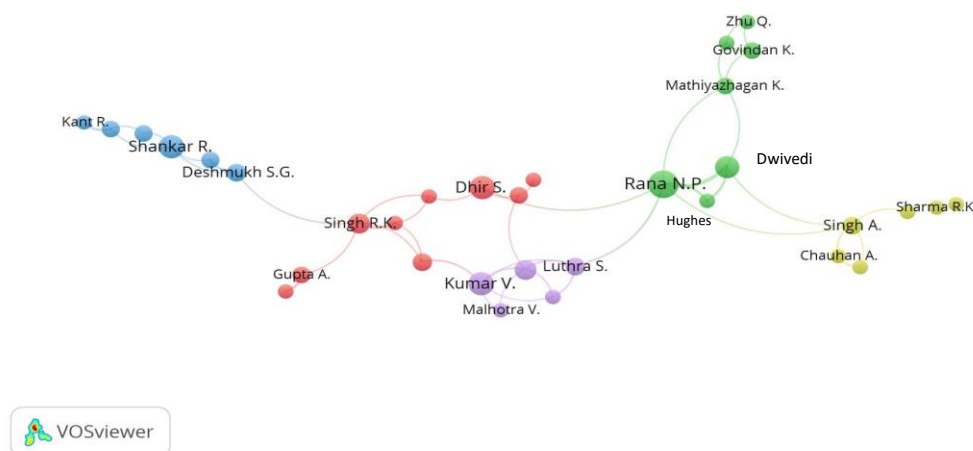 Zhu Q.
Govindan K.
Mathiyazhagan K.
Kant R.
Shankar R.
Deshmukh S.G.
Dwivedi
Dhir S.
Rana N.P.
Hughes
Sharma R.K
Singh R.K.
Singh A.
Chauhan A.
Gupta A.
Luthra S.
Kumar V.
Malhotra V.
VOSviewer